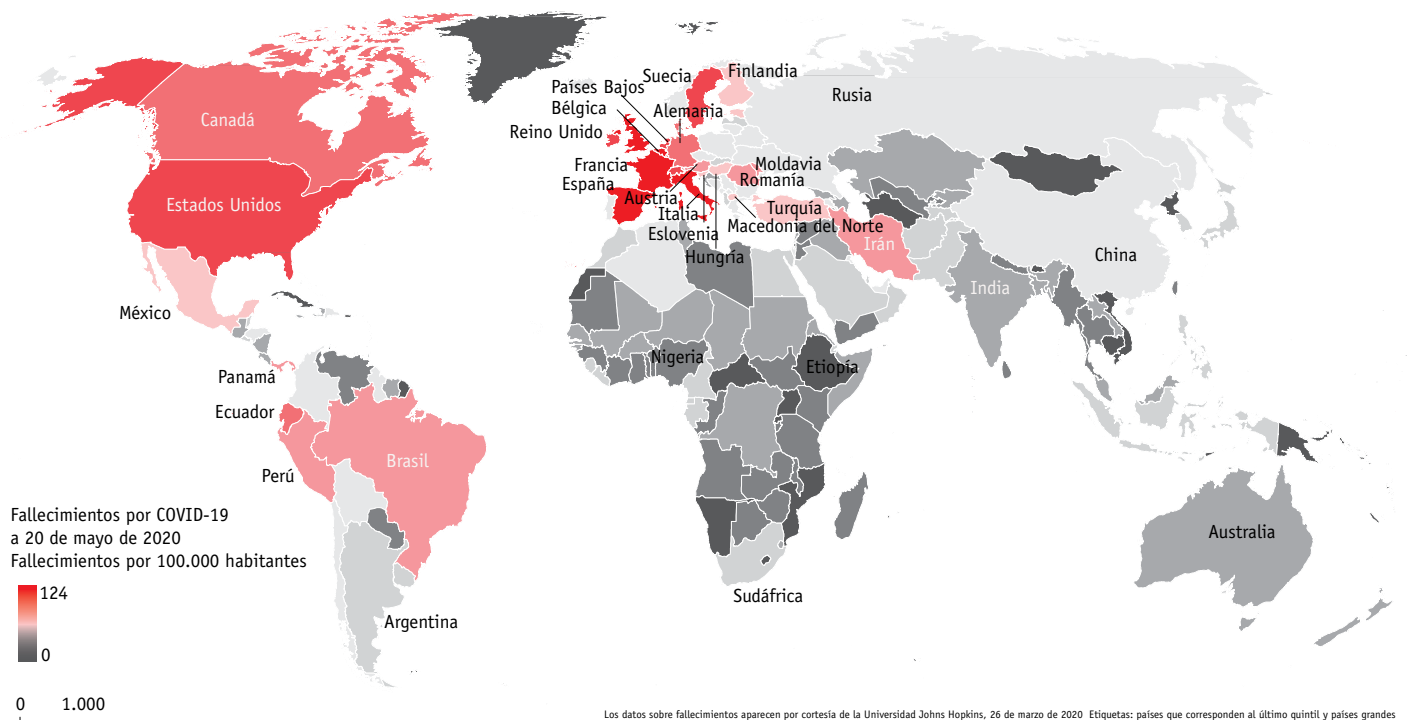 Canadá
Estados Unidos
México
Panamá
Ecuador
Perú
Brasil
Argentina
Suecia
Finlandia
Países Bajos
Bélgica
Alemania
Reino Unido
Rusia
Francia
España
Moldavia
Romanía
Austria
Italia
Turquía
Eslovenia
Macedonia del Norte
Hungría
Irán
China
India
Nigeria
Etiopía
Sudáfrica
Australia
Fallecimientos por COVID-19
a 20 de mayo de 2020
Fallecimientos por 100.000 habitantes
124
0
0 1.000
Los datos sobre fallecimientos aparecen por cortesía de la Universidad Johns Hopkins, 26 de marzo de 2020 Etiquetas: países que corresponden al último quintil y países grandes